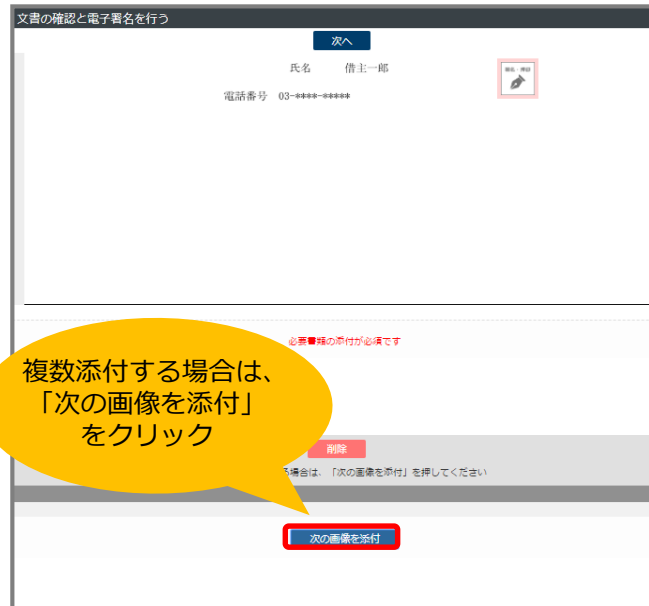 文書の確認と電子署名を行う
次へ
氏名 借主一郎
電話番号 03-****-*****
必要書類の添付が必須です
複数添付する場合は、
「次の画像を添付」
をクリック
削除
る場合は、「次の画像を添付」を押してください
次の画像を添付